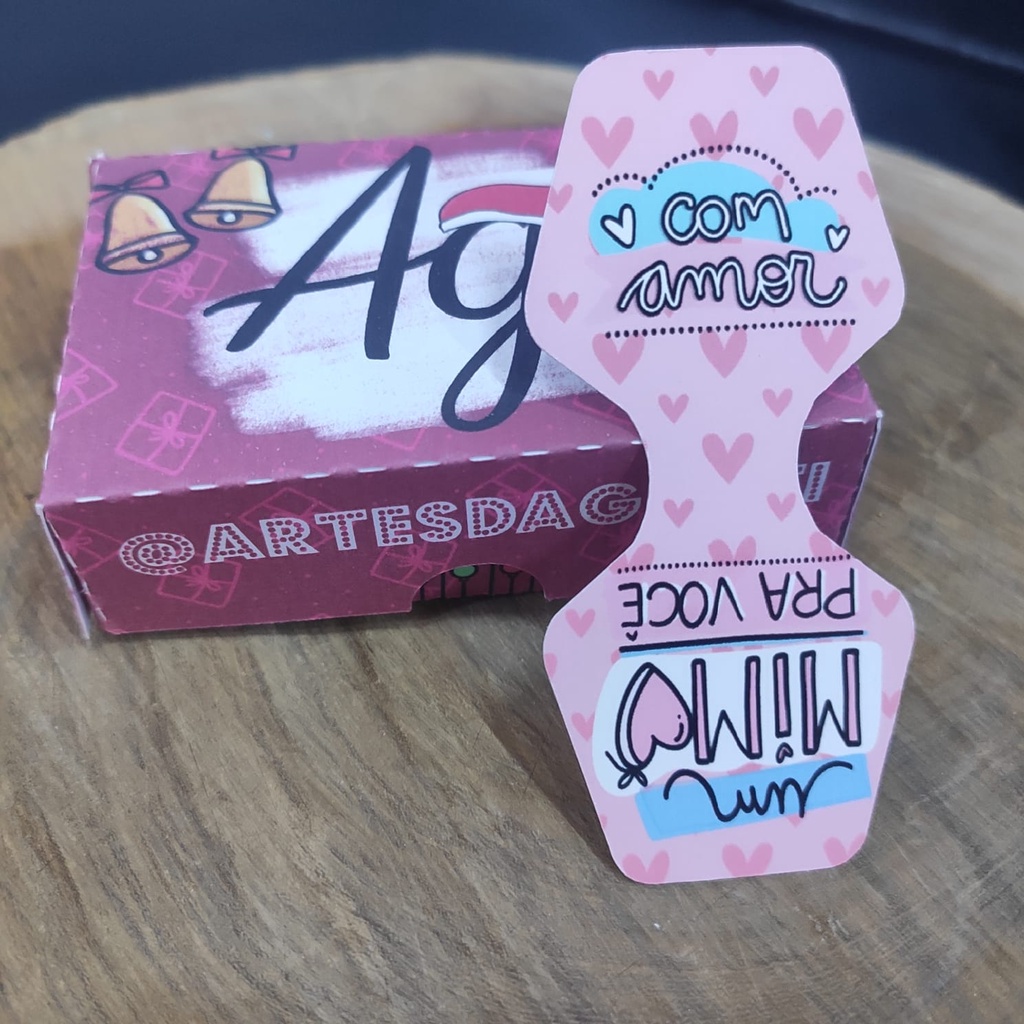 Ag
@ARTESDAG
com
amor
um
MiMO
PRA VOCÊ